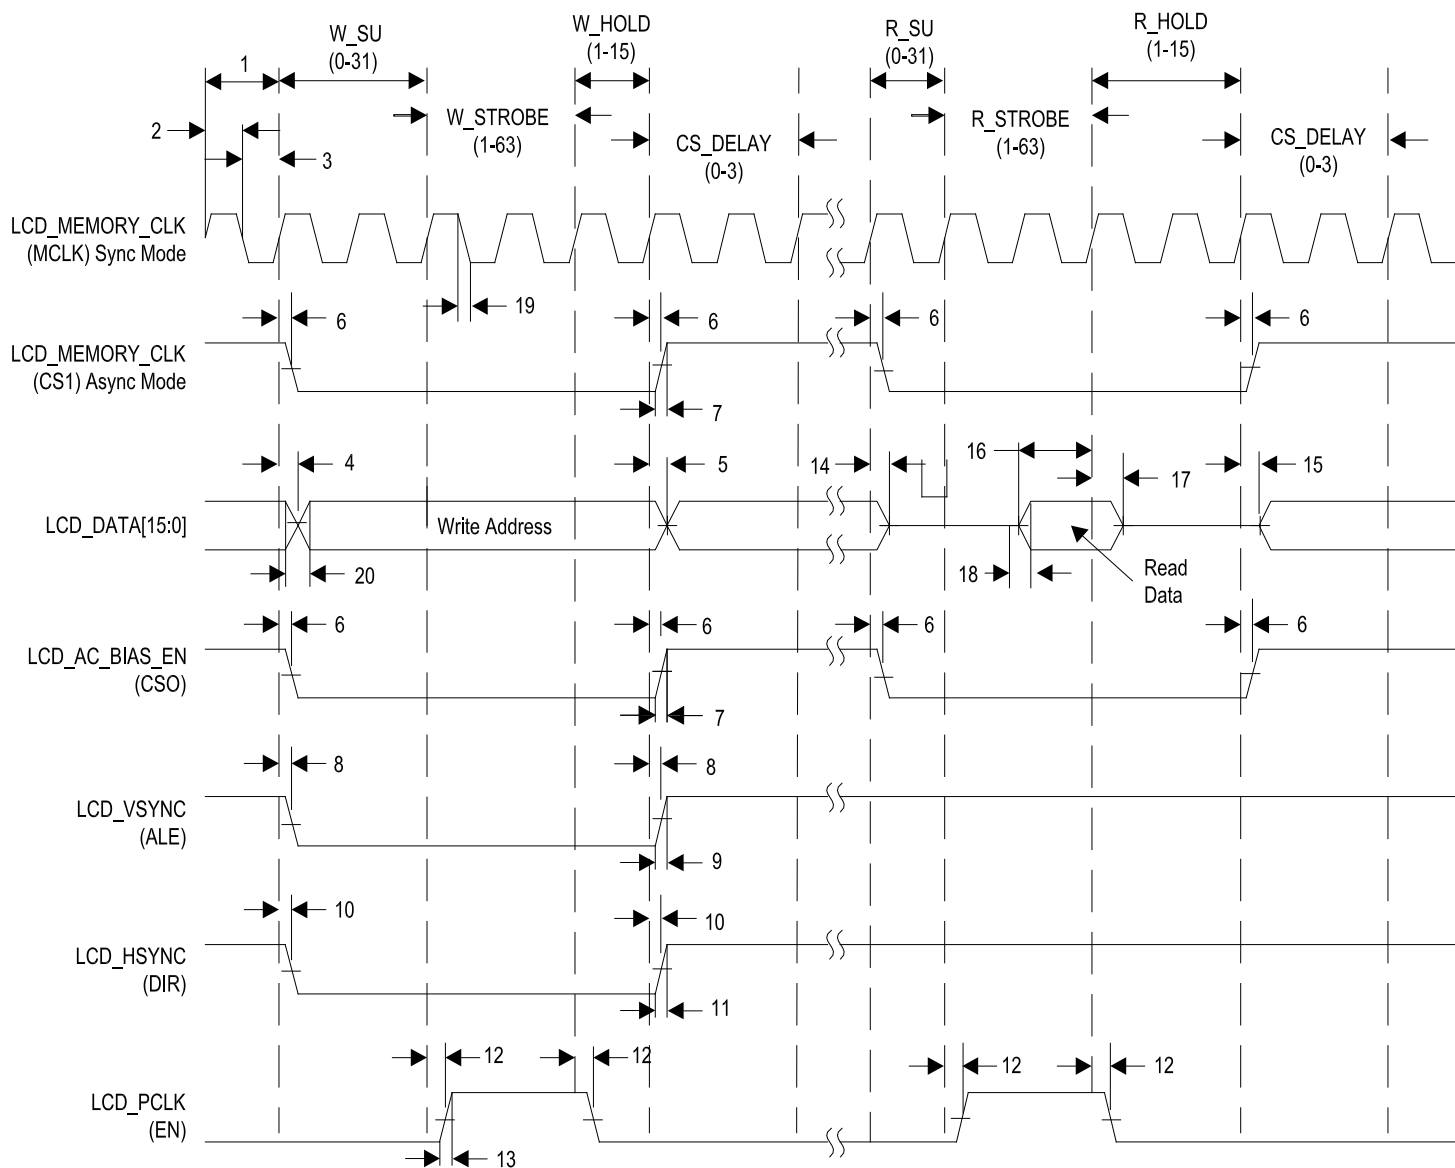 W_SU
(0-31)
W_HOLD
(1-15)
R_SU
(0-31)
R_HOLD
(1-15)
1
2
3
W_STROBE
(1-63)
CS_DELAY
(0-3)
R_STROBE
(1-63)
CS_DELAY
(0-3)
LCD_MEMORY_CLK
(MCLK) Sync Mode
19
6
6
6
6
LCD_MEMORY_CLK
(CS1) Async Mode
7
4
5
14
16
17
15
LCD_DATA[15:0]
Write Address
20
18
Read
Data
6
6
6
6
LCD_AC_BIAS_EN
(CSO)
7
8
8
LCD_VSYNC
(ALE)
9
10
10
LCD_HSYNC
(DIR)
11
12
12
12
12
LCD_PCLK
(EN)
13